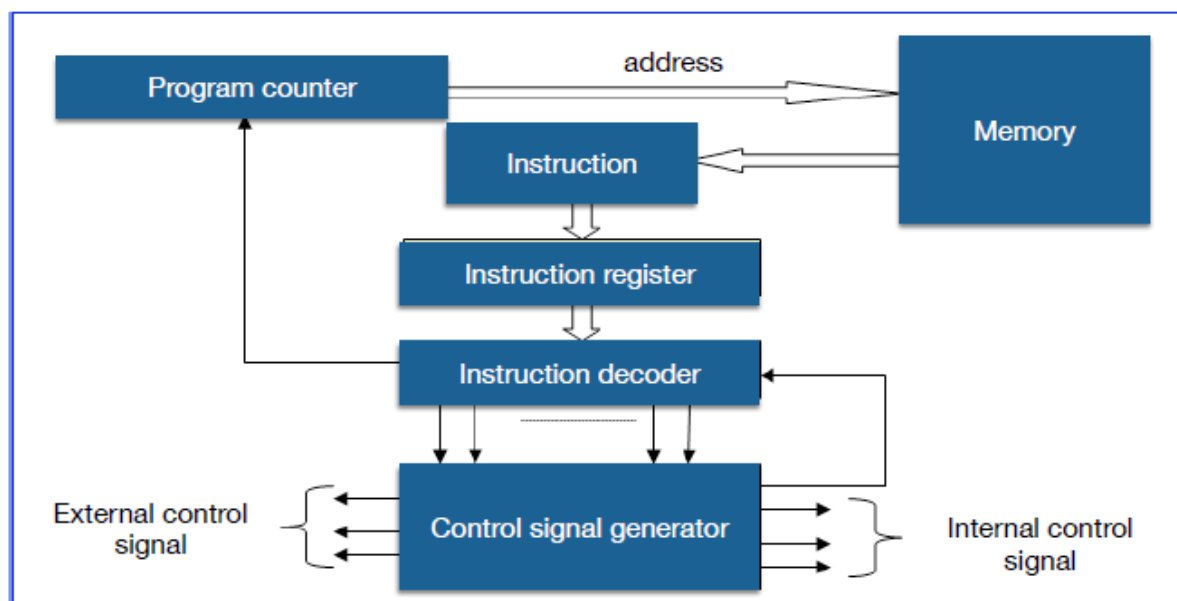 address
Program counter
Memory
Instruction
Instruction register
Instruction decoder
External control
signal
Control signal generator
Internal control
signal